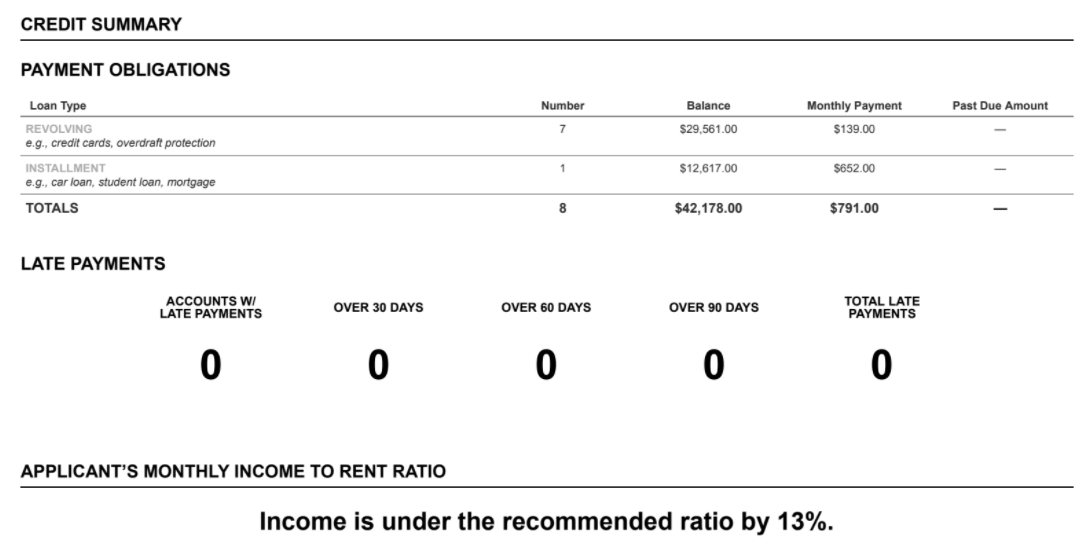 CREDIT SUMMARY
PAYMENT OBLIGATIONS
Loan Type Number Balance Monthly Payment Past Due Amount
REVOLVING 7 $29,561.00 $139.00 —
e.g., credit cards, overdraft protection
INSTALLMENT 1 $12,617.00 $652.00 —
e.g., car loan, student loan, mortgage
TOTALS 8 $42,178.00 $791.00 —
LATE PAYMENTS
ACCOUNTS W/
LATE PAYMENTS
OVER 30 DAYS
OVER 60 DAYS
OVER 90 DAYS
TOTAL LATE
PAYMENTS
0 0 0 0 0
APPLICANT’S MONTHLY INCOME TO RENT RATIO
Income is under the recommended ratio by 13%.